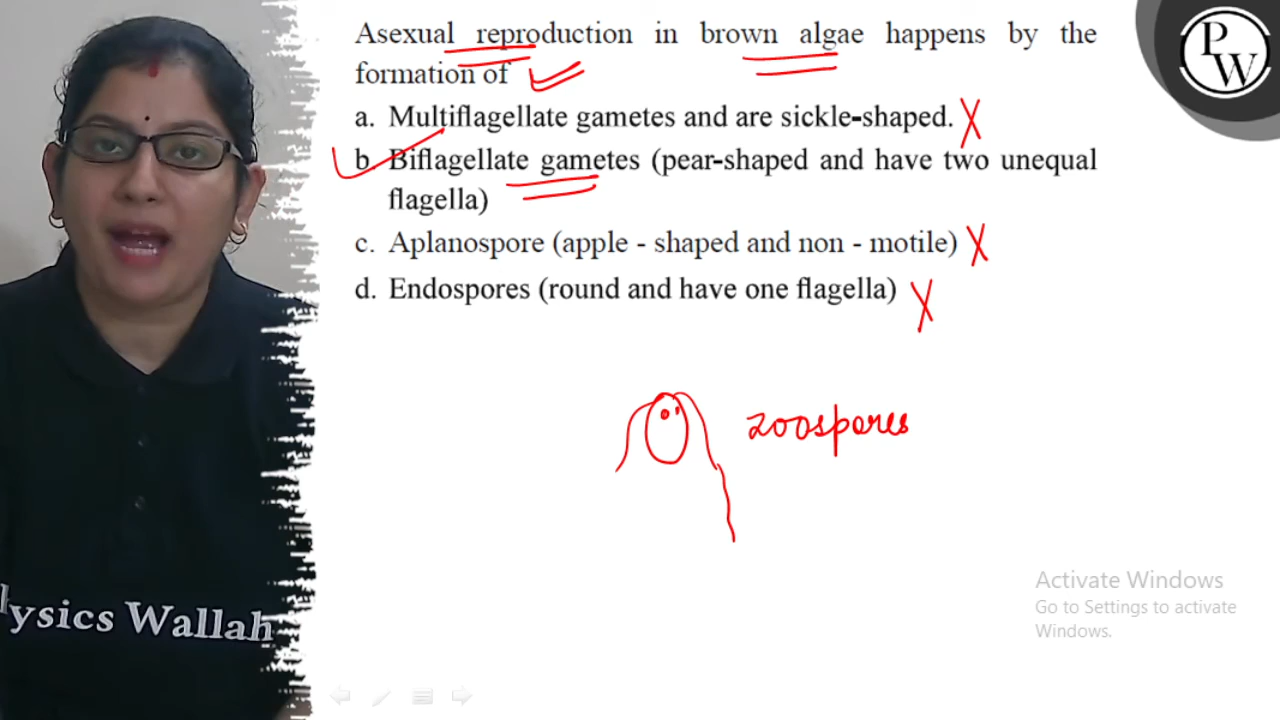 Asexual reproduction in brown algae happens by the
formation of
a. Multiflagellate gametes and are sickle-shaped.
b. Biflagellate gametes (pear-shaped and have two unequal
flagella)
c. Aplanospore (apple - shaped and non - motile)
d. Endospores (round and have one flagella)
zoospores
PW
lysics Wallah
Activate Windows
Go to Settings to activate
Windows.